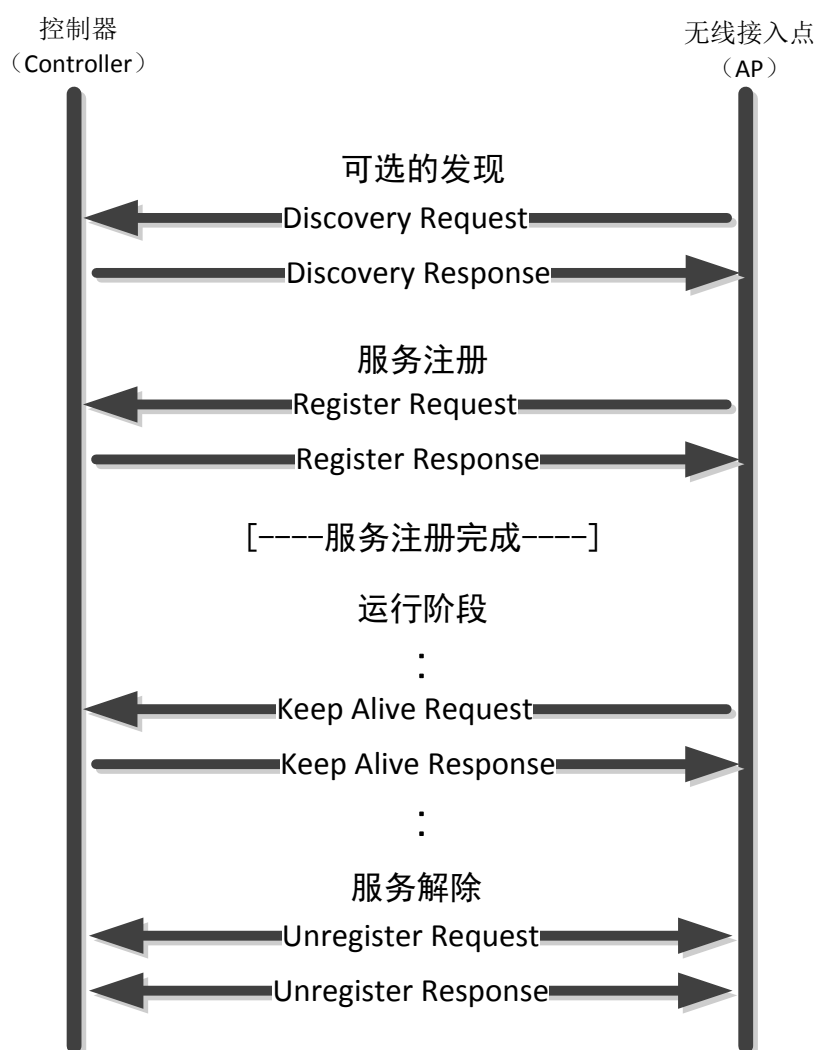 控制器
（Controller）
无线接入点
（AP）
可选的发现
Discovery Request
Discovery Response
服务注册
Register Request
Register Response
[----服务注册完成----]
运行阶段
:
Keep Alive Request
Keep Alive Response
:
服务解除
Unregister Request
Unregister Response